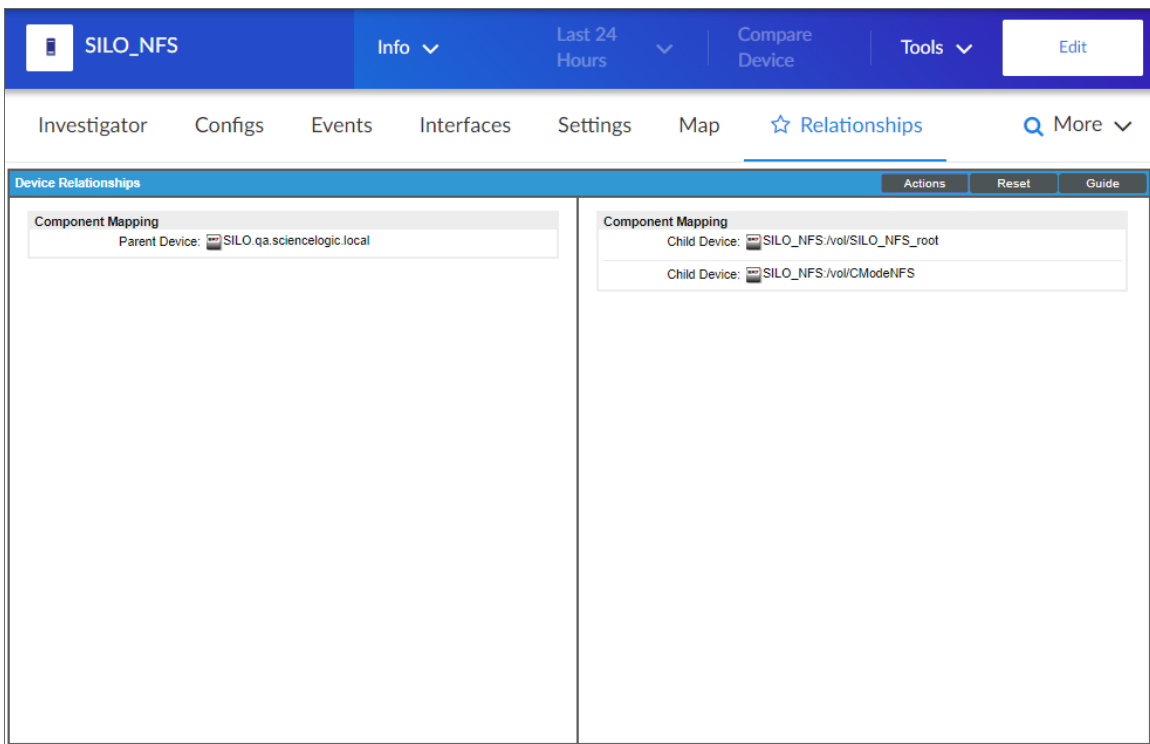 SILO_NFS
Info
Last 24
Hours
Compare
Device
Tools
Edit
Investigator
Configs
Events
Interfaces
Settings
Map
Relationships
More
Device Relationships
Actions
Reset
Guide
Component Mapping
Parent Device: SILO.qa.sciencelogic.local
Component Mapping
Child Device: SILO_NFS:/vol/SILO_NFS_root
Child Device: SILO_NFS:/vol/CModeNFS